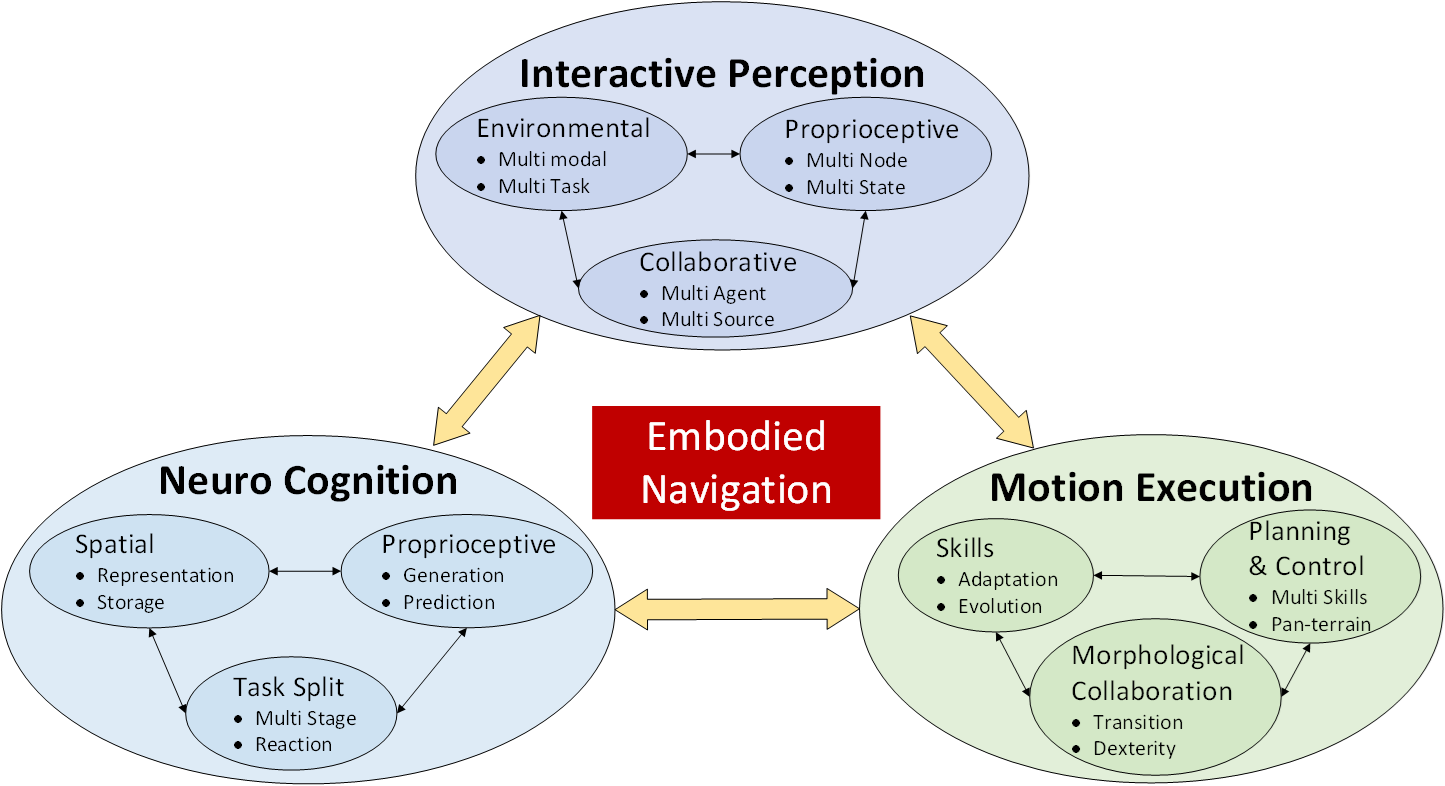 Interactive Perception
Environmental
• Multi modal
• Multi Task
Proprioceptive
• Multi Node
• Multi State
Collaborative
• Multi Agent
• Multi Source
Embodied
Navigation
Neuro Cognition
Spatial
• Representation
• Storage
Proprioceptive
• Generation
• Prediction
Task Split
• Multi Stage
• Reaction
Motion Execution
Skills
• Adaptation
• Evolution
Planning
& Control
• Multi Skills
• Pan-terrain
Morphological
Collaboration
• Transition
• Dexterity